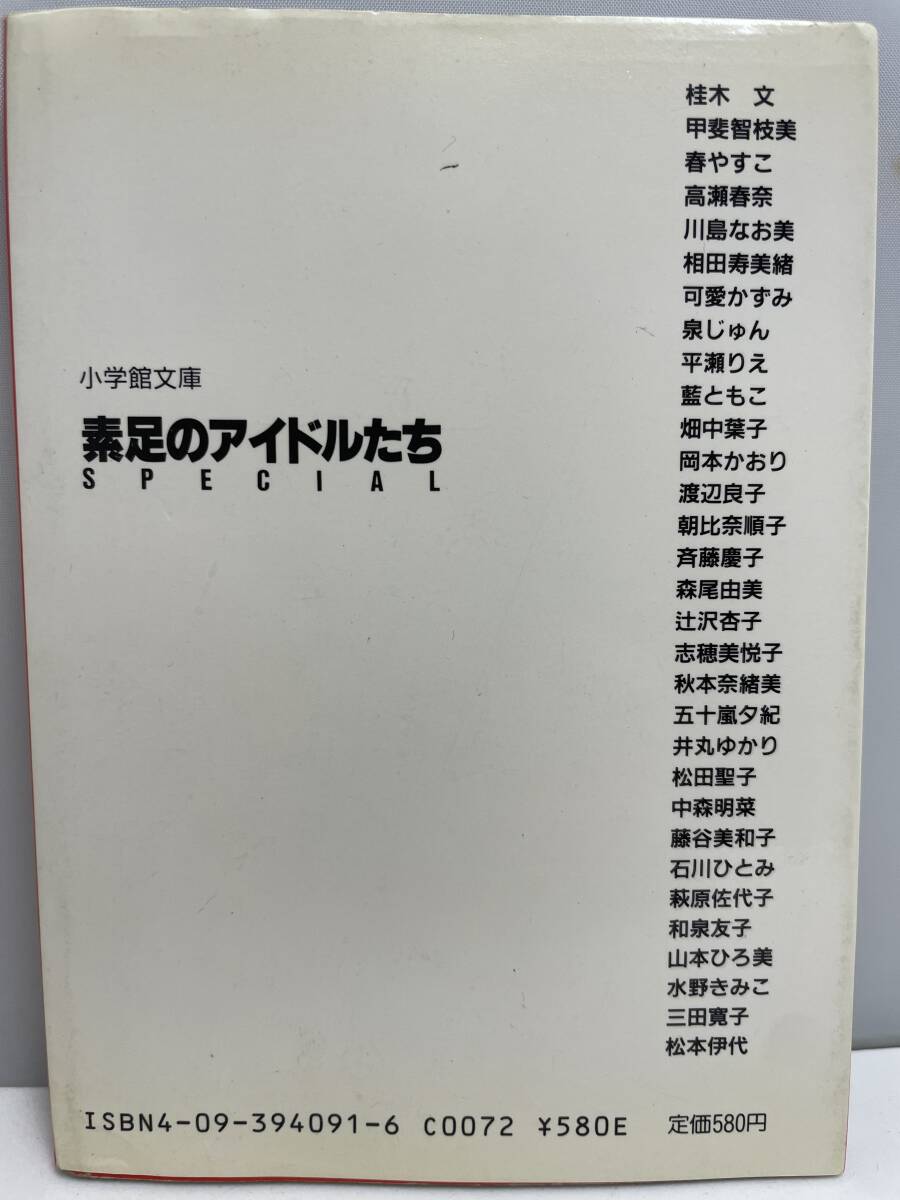 小学館文庫
素足のアイドルたち
SPECIAL
桂木 文
甲斐智枝美
春やすこ
高瀬春奈
川島なお美
相田寿美緒
可愛かずみ
泉じゅん
平瀬りえ
藍ともこ
畑中葉子
岡本かおり
渡辺良子
朝比奈順子
斉藤慶子
森尾由美
辻沢杏子
志穂美悦子
秋本奈緒美
五十嵐夕紀
井丸ゆかり
松田聖子
中森明菜
藤谷美和子
石川ひとみ
萩原佐代子
和泉友子
山本ひろ美
水野きみこ
三田寛子
松本伊代
ISBN4-09-394091-6 C0072 ¥580E 定価580円